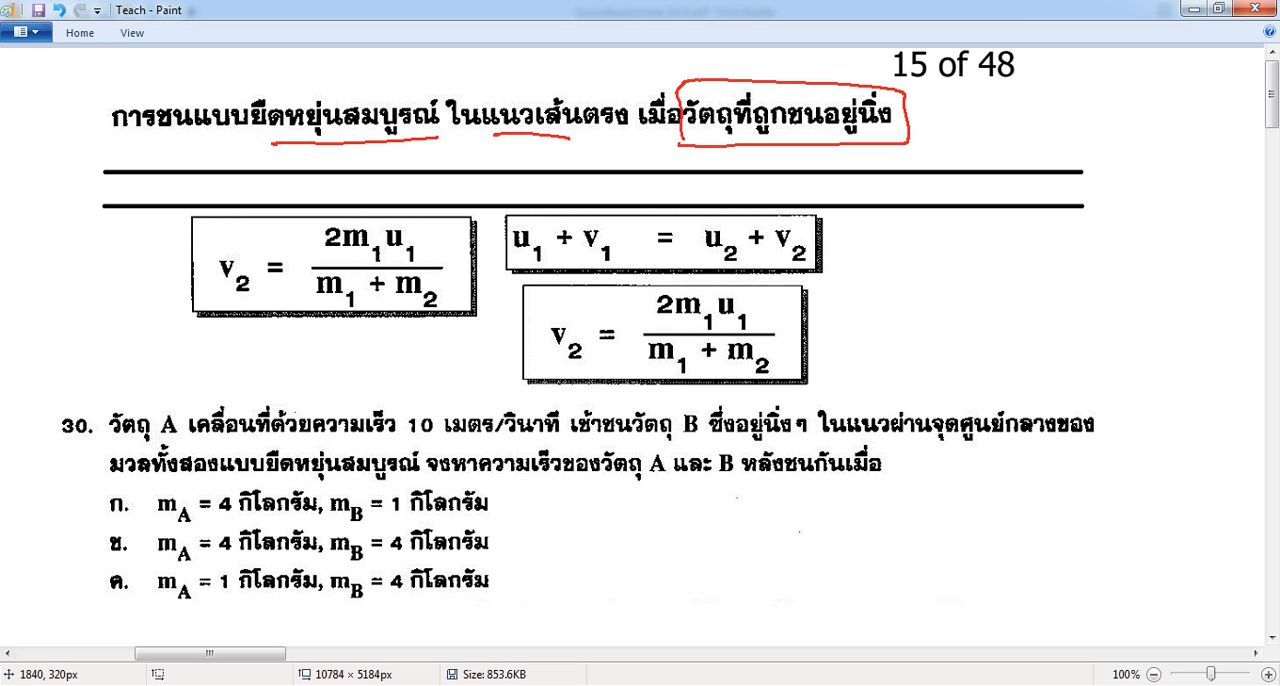 Teach - Paint
Home View
15 of 48
การชนแบบยืดหยุ่นสมบูรณ์ ในแนวเส้นตรง เมื่อวัตถุที่ถูกชนอยู่นิ่ง
v₂ = 2m₁u₁ / m₁ + m₂
u₁ + v₁ = u₂ + v₂
v₂ = 2m₁u₁ / m₁ + m₂
30. วัตถุ A เคลื่อนที่ด้วยความเร็ว 10 เมตร/วินาที เข้าชนวัตถุ B ซึ่งอยู่นิ่งๆ ในแนวผ่านจุดศูนย์กลางของ
มวลทั้งสองแบบยืดหยุ่นสมบูรณ์ จงหาความเร็วของวัตถุ A และ B หลังชนกันเมื่อ
ก. m_A = 4 กิโลกรัม, m_B = 1 กิโลกรัม
ข. m_A = 4 กิโลกรัม, m_B = 4 กิโลกรัม
ค. m_A = 1 กิโลกรัม, m_B = 4 กิโลกรัม
1840, 320px 10784 × 5184px Size: 853.6KB 100%